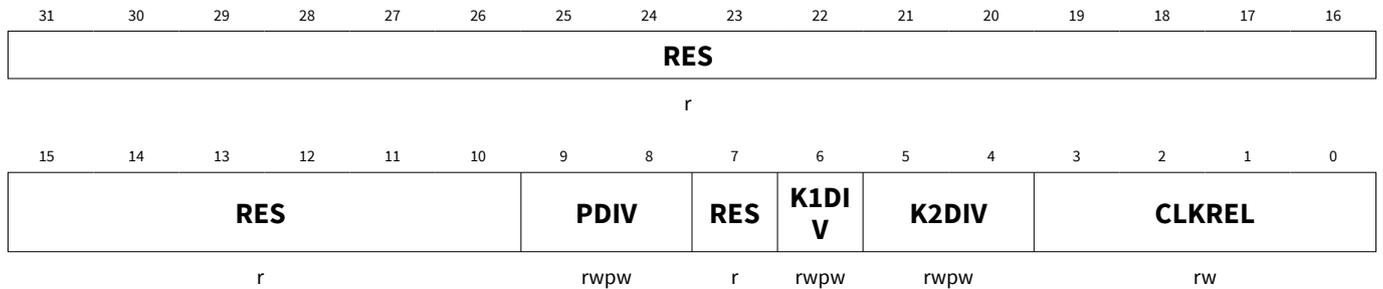 31 30 29 28 27 26 25 24 23 22 21 20 19 18 17 16
RES
r
15 14 13 12 11 10 9 8 7 6 5 4 3 2 1 0
RES PDIV RES K1DI K2DIV CLKREL
V
r rwpw r rwpw rwpw rw